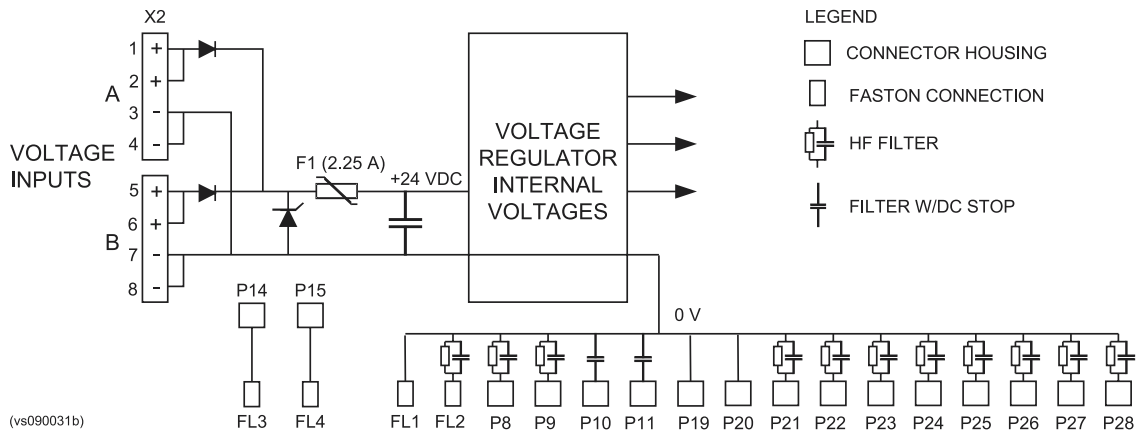 X2
LEGEND
1 +
2 +
3 -
4 -
A
CONNECTOR HOUSING
FASTON CONNECTION
HF FILTER
FILTER W/DC STOP
VOLTAGE
INPUTS
5 +
6 +
7 -
8 -
B
F1 (2.25 A)
+24 VDC
VOLTAGE
REGULATOR
INTERNAL
VOLTAGES
P14 P15
0 V
(vs090031b)
FL3 FL4 FL1 FL2 P8 P9 P10 P11 P19 P20 P21 P22 P23 P24 P25 P26 P27 P28